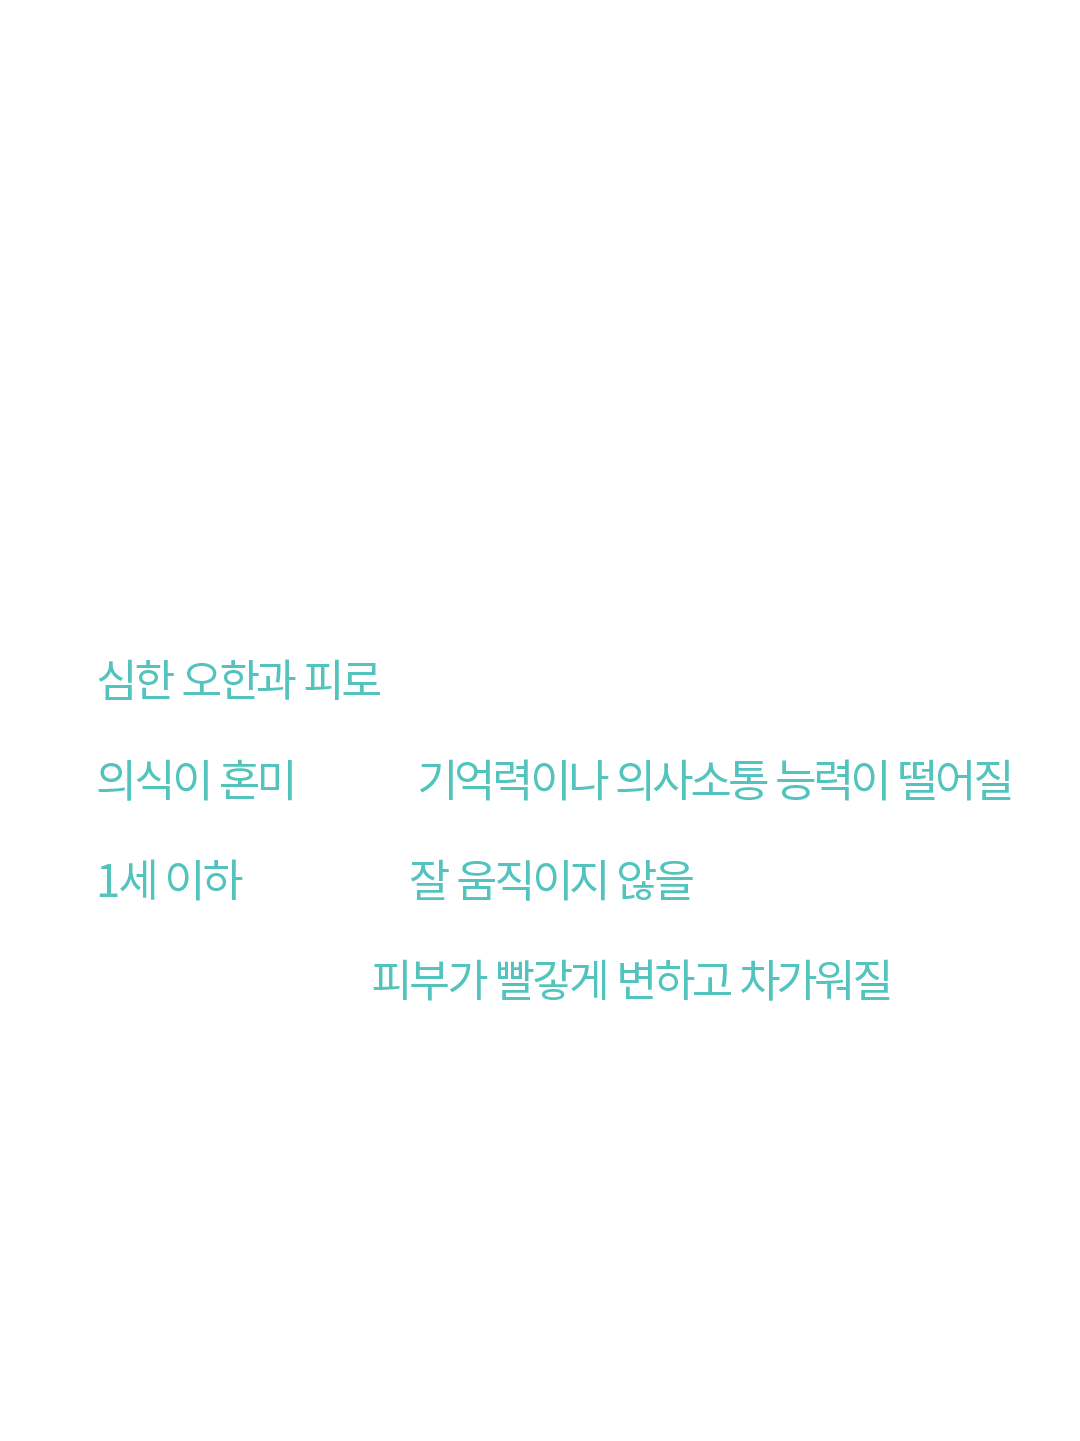 심한 오한과 피로
의식이 혼미 기억력이나 의사소통 능력이 떨어질
1세 이하 잘 움직이지 않을
피부가 빨갛게 변하고 차가워질